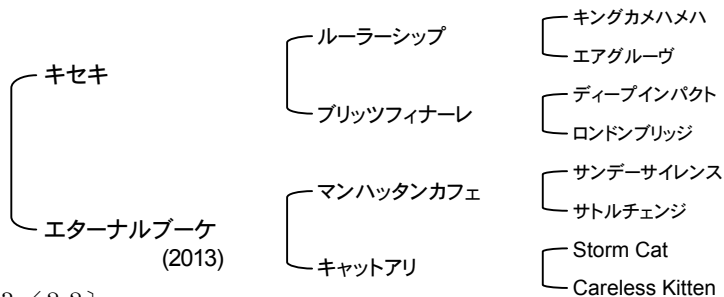 キセキ
エターナルブーケ
(2013)
ルーラーシップ
ブリッツフィナーレ
マンハッタンカフェ
キャットアリ
キングカメハメハ
エアグルーヴ
ディープインパクト
ロンドンブリッジ
サンデーサイレンス
サトルチェンジ
Storm Cat
Careless Kitten